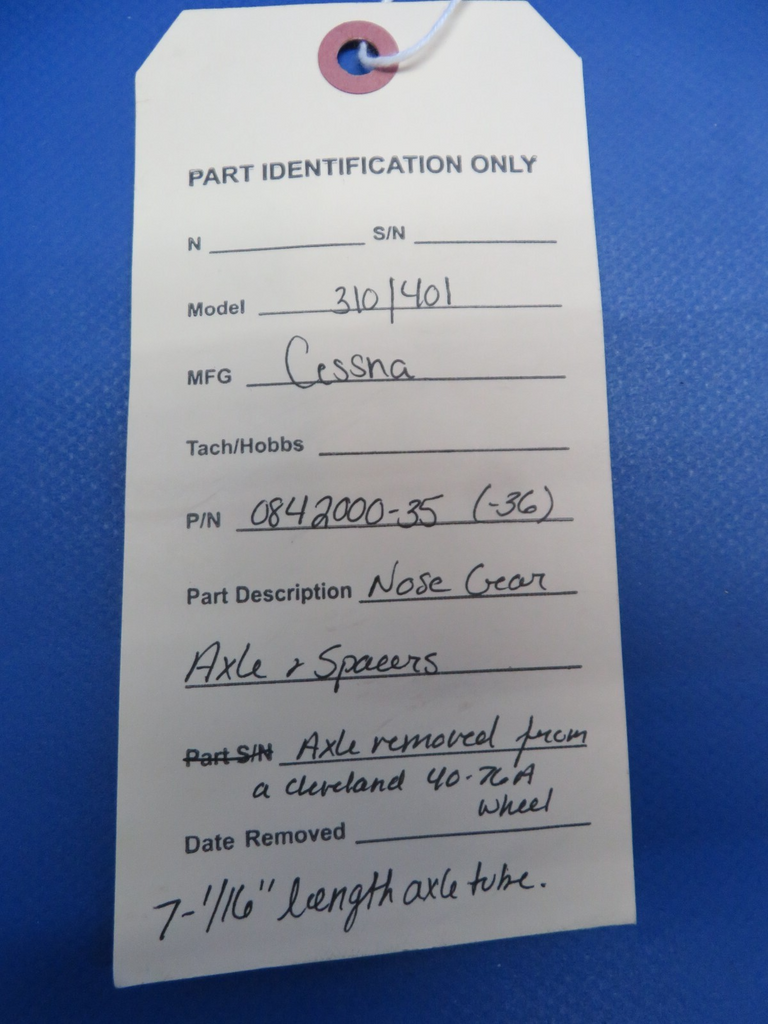 PART IDENTIFICATION ONLY
N S/N
Model 310/401
MFG Cessna
Tach/Hobbs
P/N 0842000-35 (-36)
Part Description Nose Gear
Axle & Spacers
Part S/N Axle removed from
a cleveland 40-76A
wheel
Date Removed
7-1/16" length axle tube.